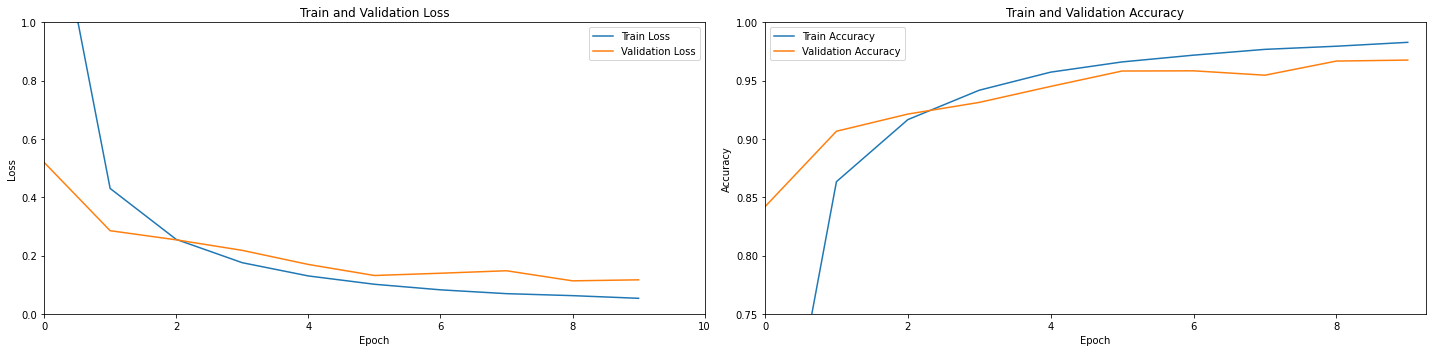 Train and Validation Loss
1.0
0.8
0.6
0.4
0.2
0.0
Loss
Train Loss
Validation Loss
0 2 4 6 8 10
Epoch
Train and Validation Accuracy
1.00
0.95
0.90
0.85
0.80
0.75
Accuracy
Train Accuracy
Validation Accuracy
0 2 4 6 8
Epoch